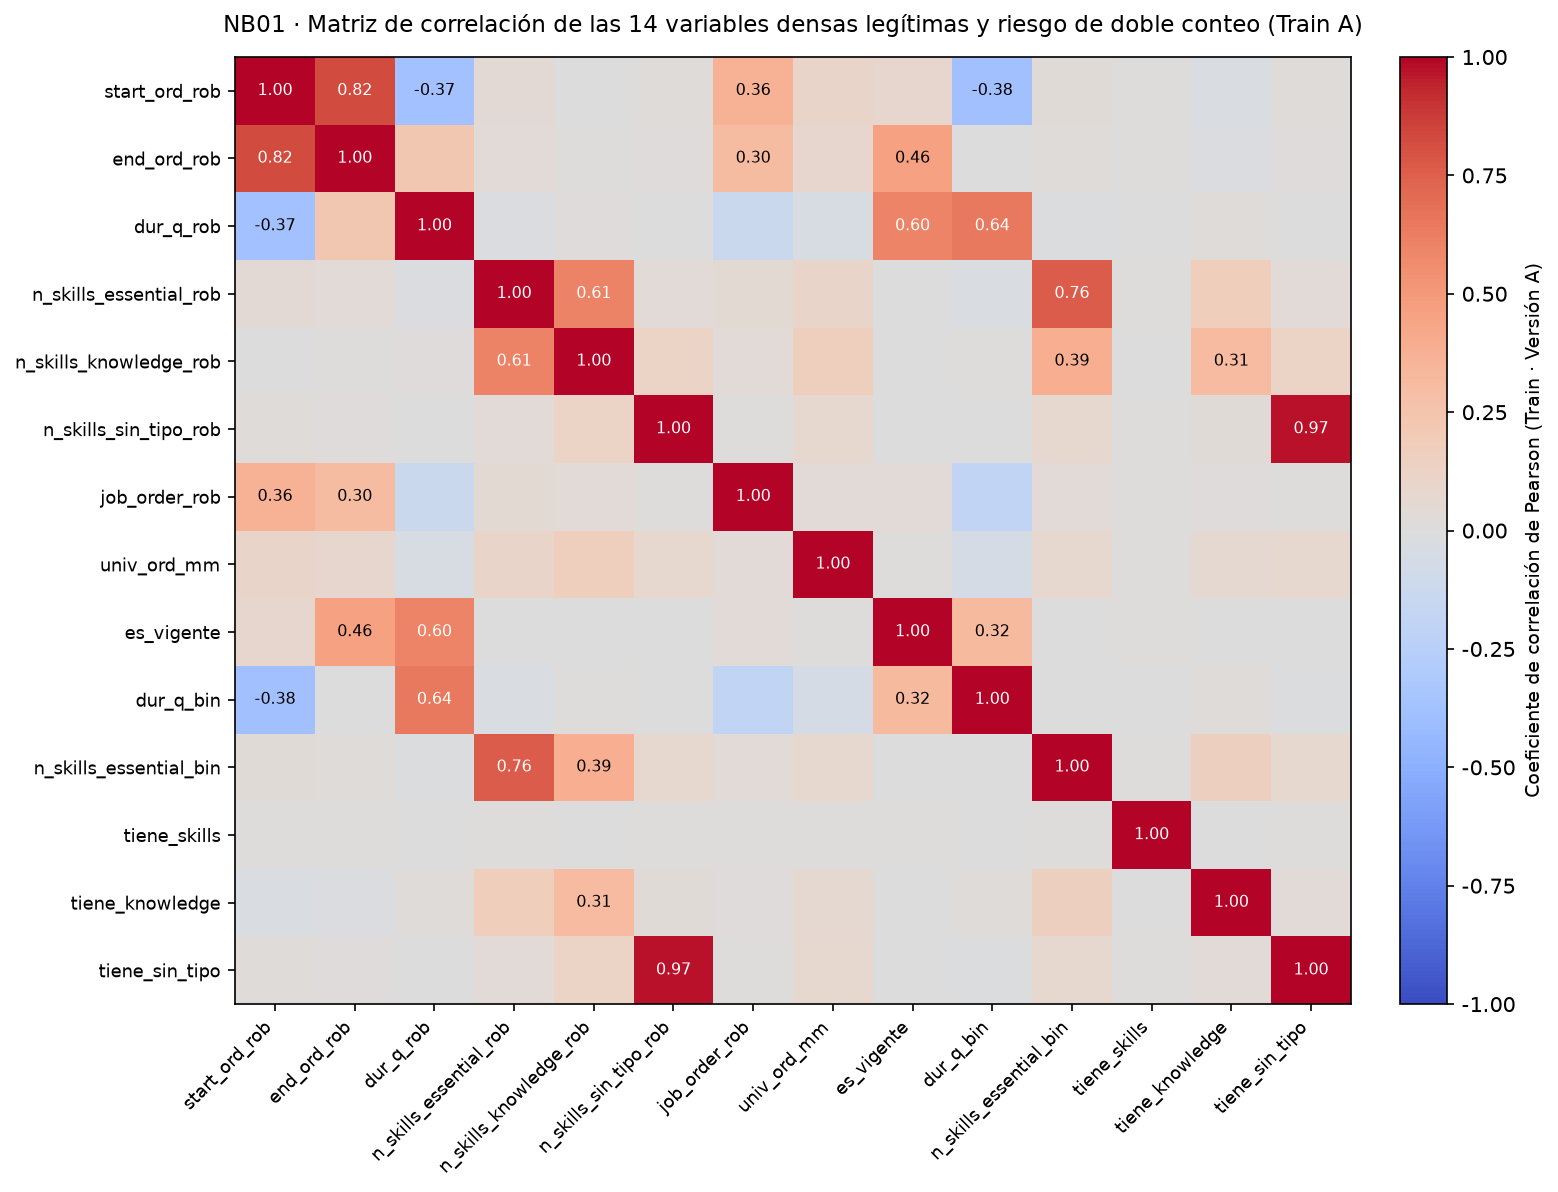 NB01 · Matriz de correlación de las 14 variables densas legítimas y riesgo de doble conteo (Train A)
start_ord_rob 1.00 0.82 -0.37 0.36 -0.38
end_ord_rob 0.82 1.00 0.30 0.46
dur_q_rob -0.37 1.00 0.60 0.64
n_skills_essential_rob 1.00 0.61 0.76
n_skills_knowledge_rob 0.61 1.00 0.39 0.31
n_skills_sin_tipo_rob 1.00 0.97
job_order_rob 0.36 0.30 1.00
univ_ord_mm 1.00
es_vigente 0.46 0.60 1.00 0.32
dur_q_bin -0.38 0.64 0.32 1.00
n_skills_essential_bin 0.76 0.39 1.00
tiene_skills 1.00
tiene_knowledge 0.31 1.00
tiene_sin_tipo 0.97 1.00
start_ord_rob
end_ord_rob
dur_q_rob
n_skills_essential_rob
n_skills_knowledge_rob
n_skills_sin_tipo_rob
job_order_rob
univ_ord_mm
es_vigente
dur_q_bin
n_skills_essential_bin
tiene_skills
tiene_knowledge
tiene_sin_tipo
1.00
0.75
0.50
0.25
0.00
-0.25
-0.50
-0.75
-1.00
Coeficiente de correlación de Pearson (Train · Versión A)